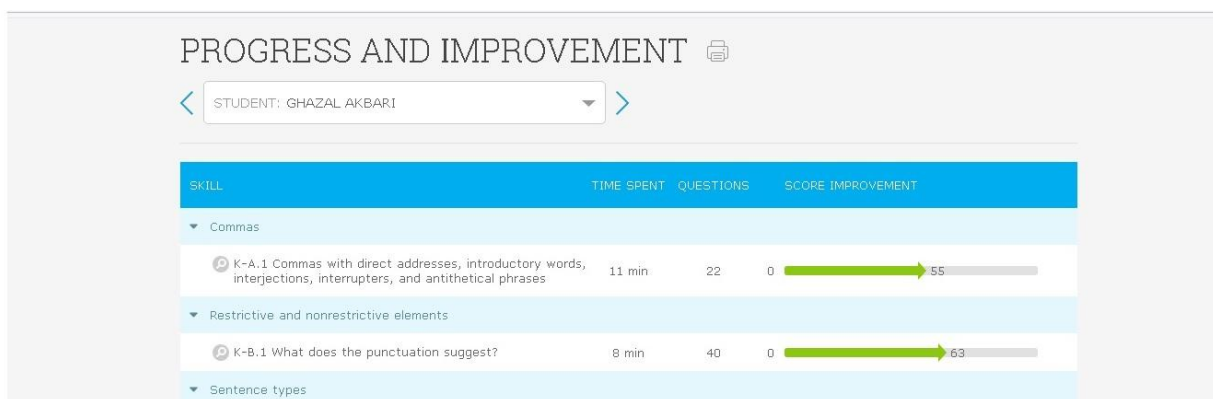 PROGRESS AND IMPROVEMENT
STUDENT: GHAZAL AKBARI
SKILL TIME SPENT QUESTIONS SCORE IMPROVEMENT
Commas
K-A.1 Commas with direct addresses, introductory words,
interjections, interrupters, and antithetical phrases 11 min 22 0 55
Restrictive and nonrestrictive elements
K-B.1 What does the punctuation suggest? 8 min 40 0 63
Sentence types